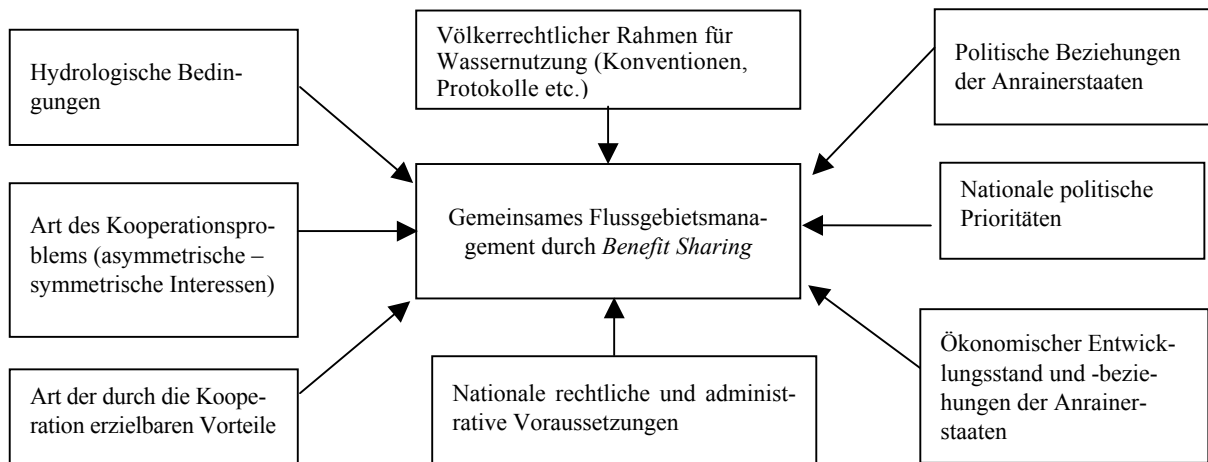 Hydrologische Bedin-
gungen
Völkerrechtlicher Rahmen für
Wassernutzung (Konventionen,
Protokolle etc.)
Politische Beziehungen
der Anrainerstaaten
Art des Kooperationspro-
blems (asymmetrische –
symmetrische Interessen)
Gemeinsames Flussgebietsmana-
gement durch Benefit Sharing
Nationale politische
Prioritäten
Art der durch die Koope-
ration erzielbaren Vorteile
Nationale rechtliche und administ-
rative Voraussetzungen
Ökonomischer Entwick-
lungsstand und -bezie-
hungen der Anrainer-
staaten